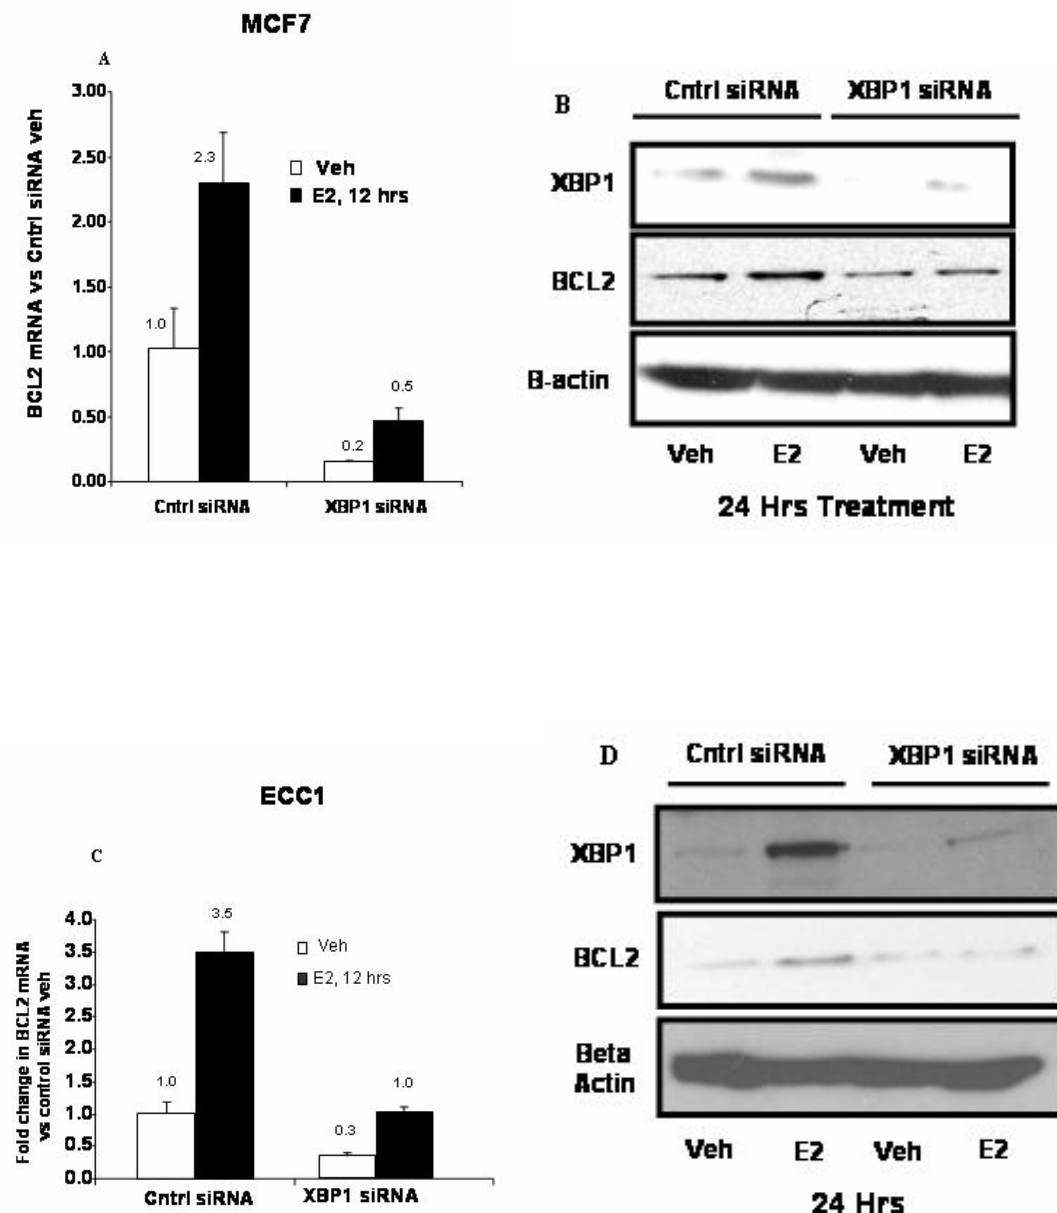 MCF7
A
BCL2 mRNA vs Cntrl siRNA veh
3.00
2.50
2.00
1.50
1.00
0.50
0.00
1.0
2.3
0.2
0.5
Veh
E2, 12 hrs
Cntrl siRNA
XBP1 siRNA
B
Cntrl siRNA
XBP1 siRNA
XBP1
BCL2
B-actin
Veh
E2
Veh
E2
24 Hrs Treatment
ECC1
C
Fold change in BCL2 mRNA
vs control siRNA veh
4.0
3.5
3.0
2.5
2.0
1.5
1.0
0.5
0.0
1.0
3.5
0.3
1.0
Veh
E2, 12 hrs
Cntrl siRNA
XBP1 siRNA
D
Cntrl siRNA
XBP1 siRNA
XBP1
BCL2
Beta
Actin
Veh
E2
Veh
E2
24 Hrs